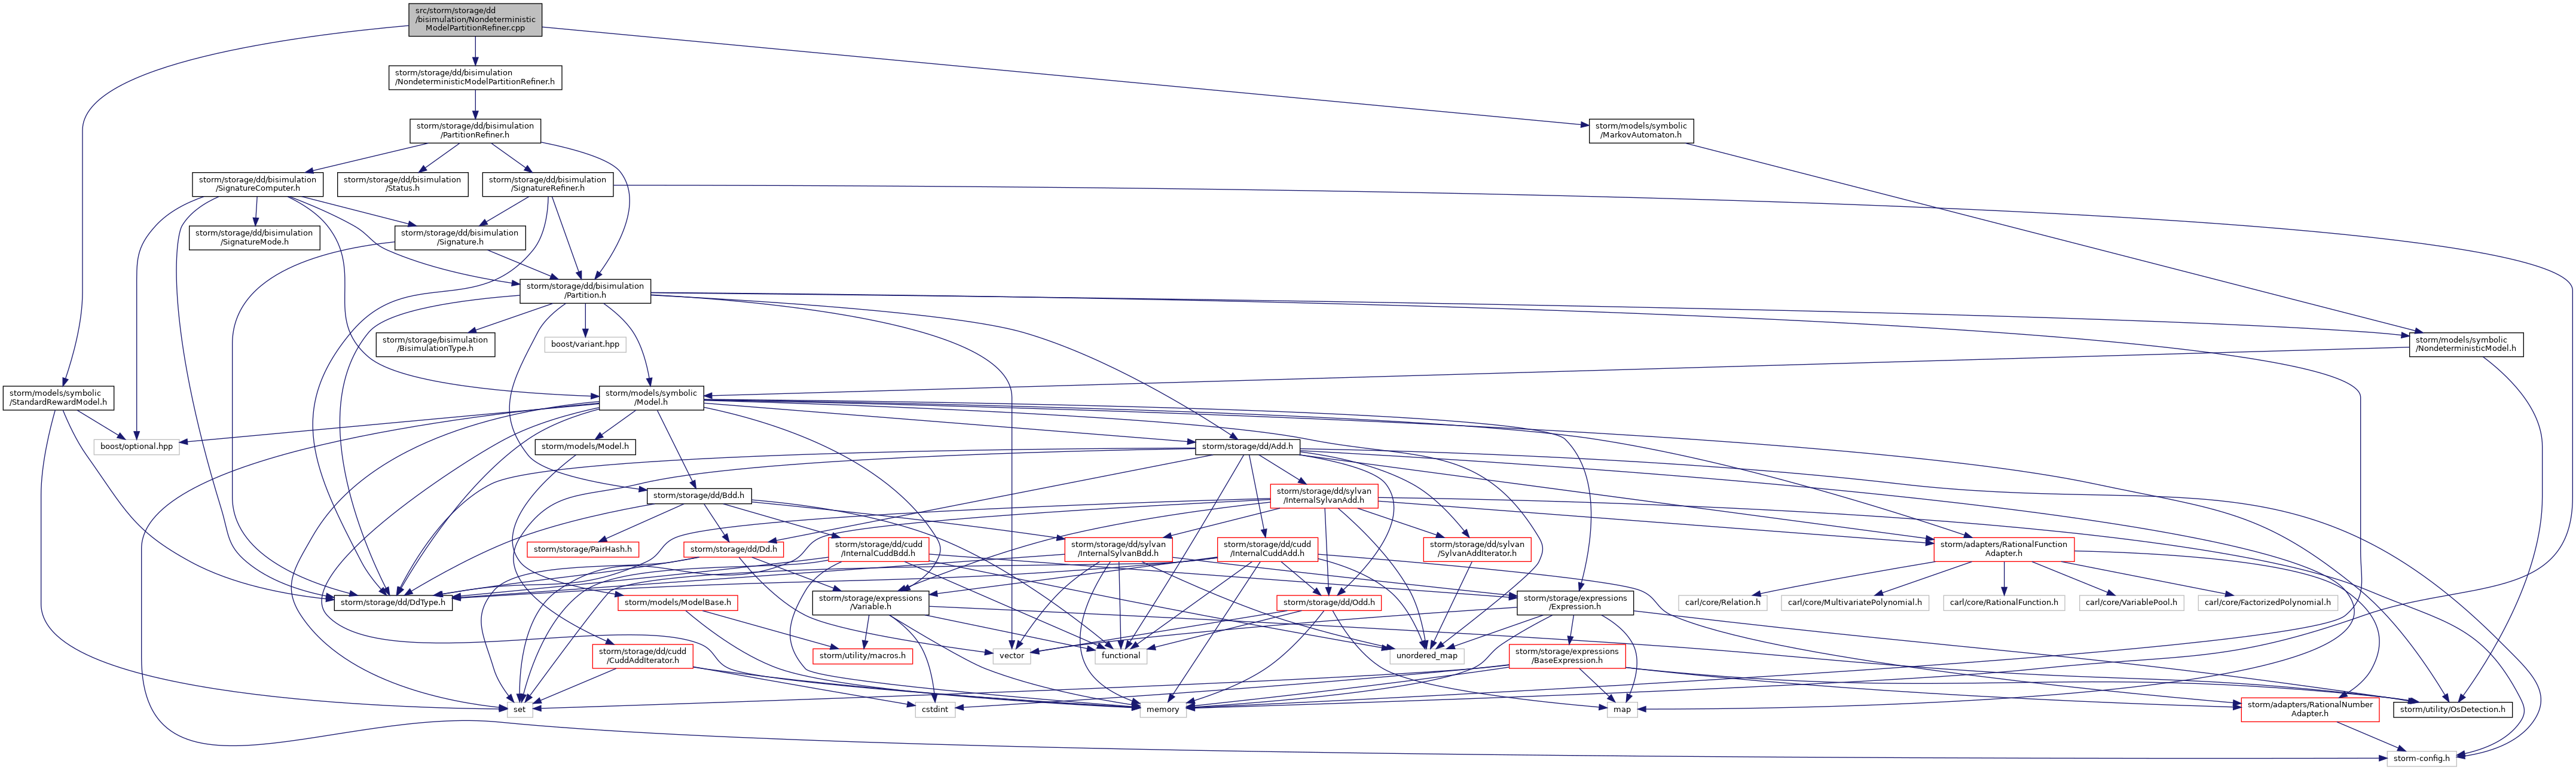 src/storm/storage/dd
/bisimulation/Nondeterministic
ModelPartitionRefiner.cpp
storm/storage/dd/bisimulation
/NondeterministicModelPartitionRefiner.h
storm/storage/dd/bisimulation
/PartitionRefiner.h
storm/models/symbolic
/MarkovAutomaton.h
storm/storage/dd/bisimulation
/SignatureComputer.h
storm/storage/dd/bisimulation
/Status.h
storm/storage/dd/bisimulation
/SignatureRefiner.h
storm/storage/dd/bisimulation
/SignatureMode.h
storm/storage/dd/bisimulation
/Signature.h
storm/storage/dd/bisimulation
/Partition.h
storm/storage/bisimulation
/BisimulationType.h
boost/variant.hpp
storm/models/symbolic
/NondeterministicModel.h
storm/models/symbolic
/StandardRewardModel.h
storm/models/symbolic
/Model.h
boost/optional.hpp
storm/models/Model.h
storm/storage/dd/Add.h
storm/storage/dd/Bdd.h
storm/storage/dd/sylvan
/InternalSylvanAdd.h
storm/storage/PairHash.h
storm/storage/dd/Dd.h
storm/storage/dd/cudd
/InternalCuddBdd.h
storm/storage/dd/sylvan
/InternalSylvanBdd.h
storm/storage/dd/cudd
/InternalCuddAdd.h
storm/storage/dd/sylvan
/SylvanAddIterator.h
storm/adapters/RationalFunction
Adapter.h
storm/storage/dd/DdType.h
storm/models/ModelBase.h
storm/storage/expressions
/Variable.h
storm/storage/dd/Odd.h
storm/storage/expressions
/Expression.h
carl/core/Relation.h
carl/core/MultivariatePolynomial.h
carl/core/RationalFunction.h
carl/core/VariablePool.h
carl/core/FactorizedPolynomial.h
storm/storage/dd/cudd
/CuddAddIterator.h
storm/utility/macros.h
vector
functional
unordered_map
storm/storage/expressions
/BaseExpression.h
set
cstdint
memory
map
storm/adapters/RationalNumber
Adapter.h
storm/utility/OsDetection.h
storm-config.h